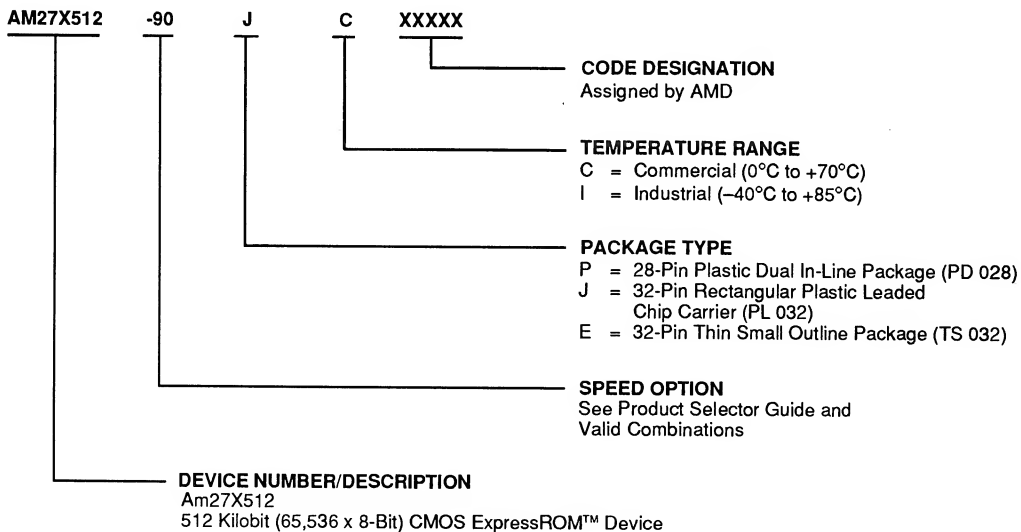 AM27X512 -90 J C XXXXX
CODE DESIGNATION
Assigned by AMD
TEMPERATURE RANGE
C = Commercial (0°C to +70°C)
I = Industrial (–40°C to +85°C)
PACKAGE TYPE
P = 28-Pin Plastic Dual In-Line Package (PD 028)
J = 32-Pin Rectangular Plastic Leaded
Chip Carrier (PL 032)
E = 32-Pin Thin Small Outline Package (TS 032)
SPEED OPTION
See Product Selector Guide and
Valid Combinations
DEVICE NUMBER/DESCRIPTION
Am27X512
512 Kilobit (65,536 x 8-Bit) CMOS ExpressROM™ Device